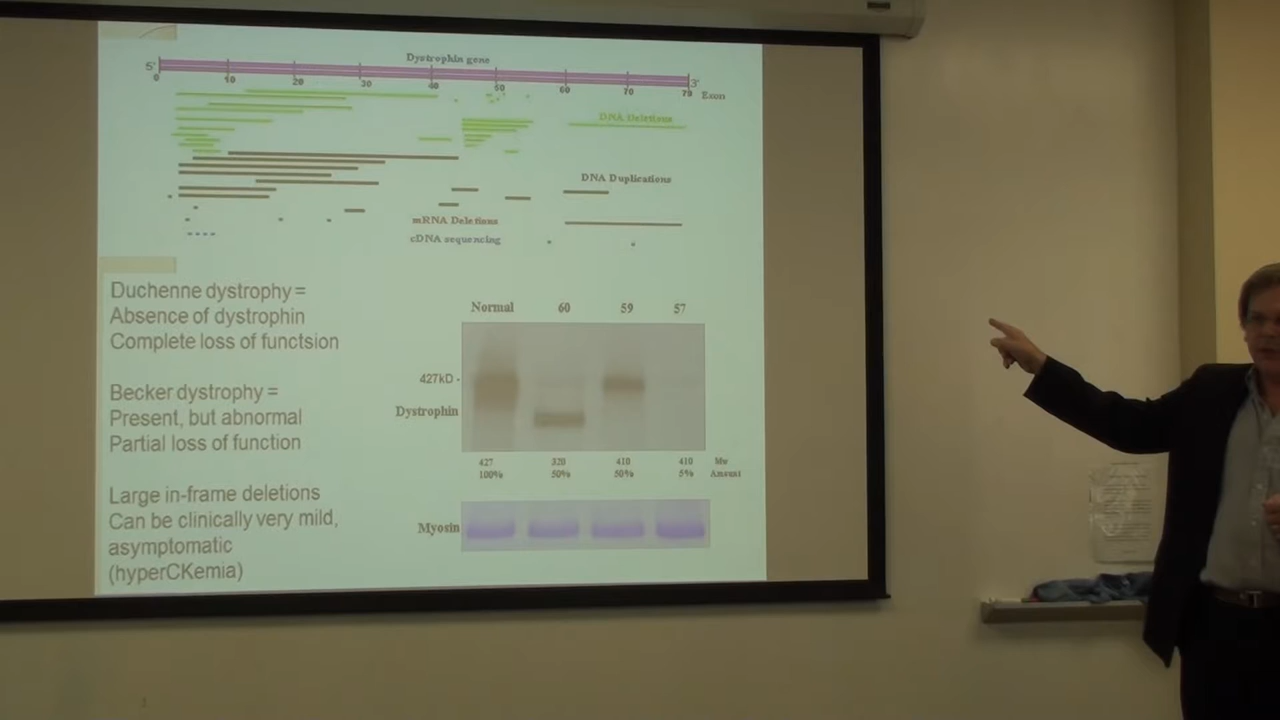 Dystrophin gene
5' 3'
0 10 20 30 40 50 60 70 79 Exon
DNA Deletions
DNA Duplications
mRNA Deletions
cDNA sequencing
Duchenne dystrophy =
Absence of dystrophin
Complete loss of functsion
Becker dystrophy =
Present, but abnormal
Partial loss of function
Large in-frame deletions
Can be clinically very mild,
asymptomatic
(hyperCKemia)
Normal 60 59 57
427kD -
Dystrophin
427 320 410 410 Mw
100% 50% 50% 5% Amount
Myosin